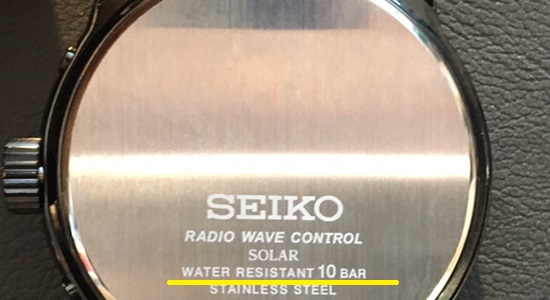 SEIKO
RADIO WAVE CONTROL
SOLAR
WATER RESISTANT 10 BAR
STAINLESS STEEL